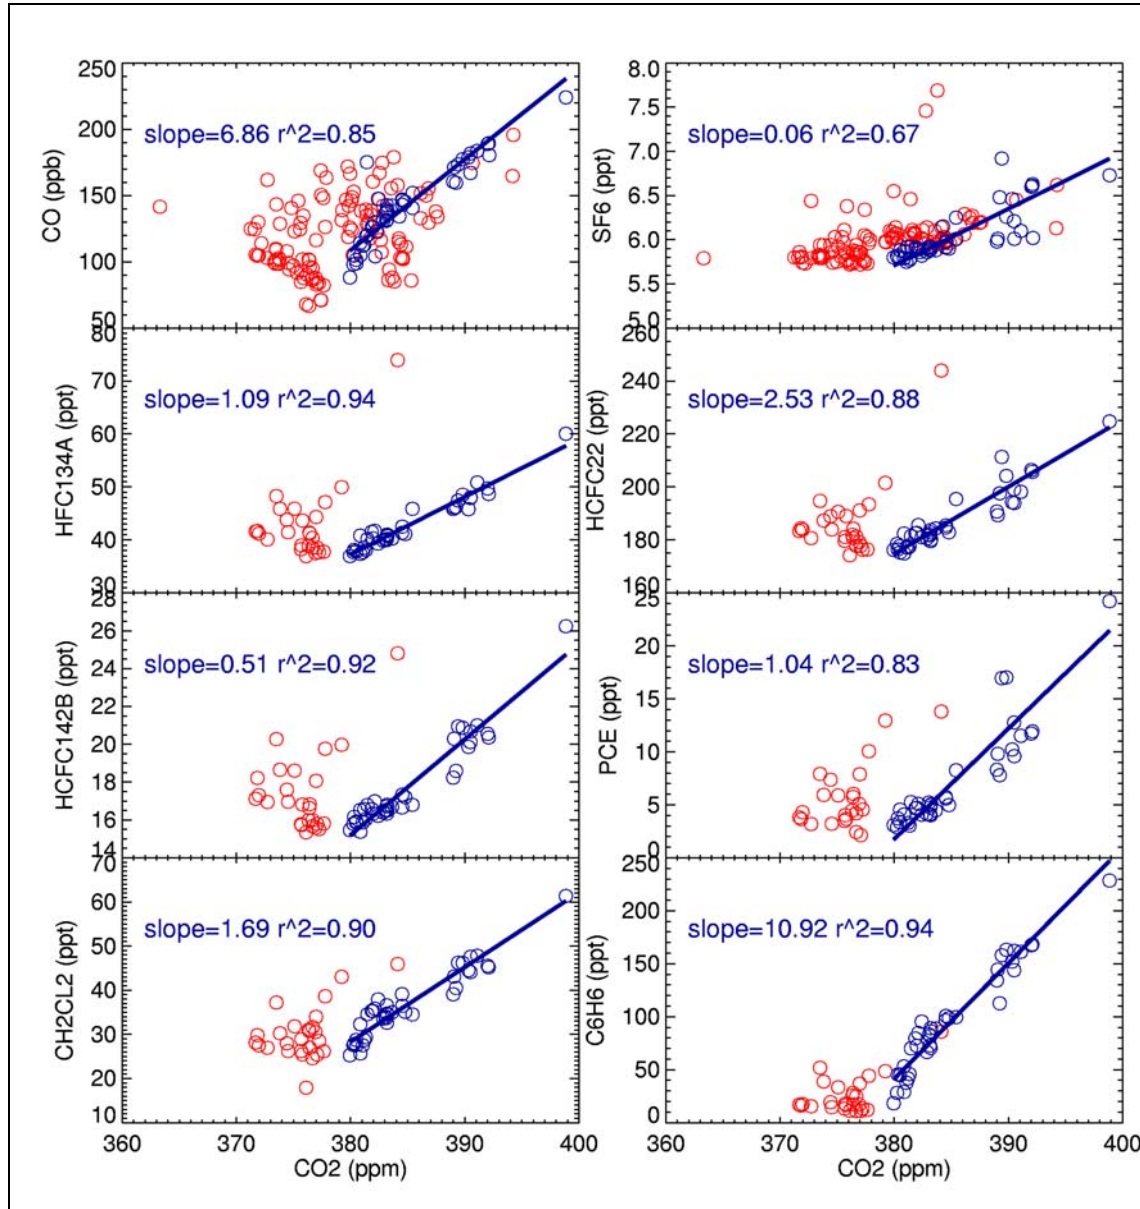 250
200
150
100
50
CO (ppb)
slope=6.86 r^2=0.85
8.0
7.5
7.0
6.5
6.0
5.5
5.0
SF6 (ppt)
slope=0.06 r^2=0.67
80
70
60
50
40
30
HFC134A (ppt)
slope=1.09 r^2=0.94
260
240
220
200
180
160
HCFC22 (ppt)
slope=2.53 r^2=0.88
28
26
24
22
20
18
16
14
HCFC142B (ppt)
slope=0.51 r^2=0.92
25
20
15
10
5
0
PCE (ppt)
slope=1.04 r^2=0.83
70
60
50
40
30
20
10
CH2CL2 (ppt)
slope=1.69 r^2=0.90
250
200
150
100
50
0
C6H6 (ppt)
slope=10.92 r^2=0.94
360 370 380 390 400
CO2 (ppm)
360 370 380 390 400
CO2 (ppm)